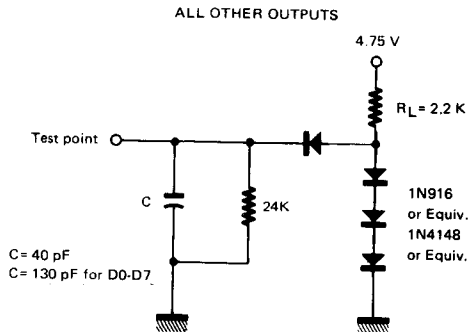 ALL OTHER OUTPUTS
4.75 V
RL= 2.2 K
Test point
C
24K
1N916
or Equiv.
1N4148
or Equiv.
C= 40 pF
C= 130 pF for D0-D7